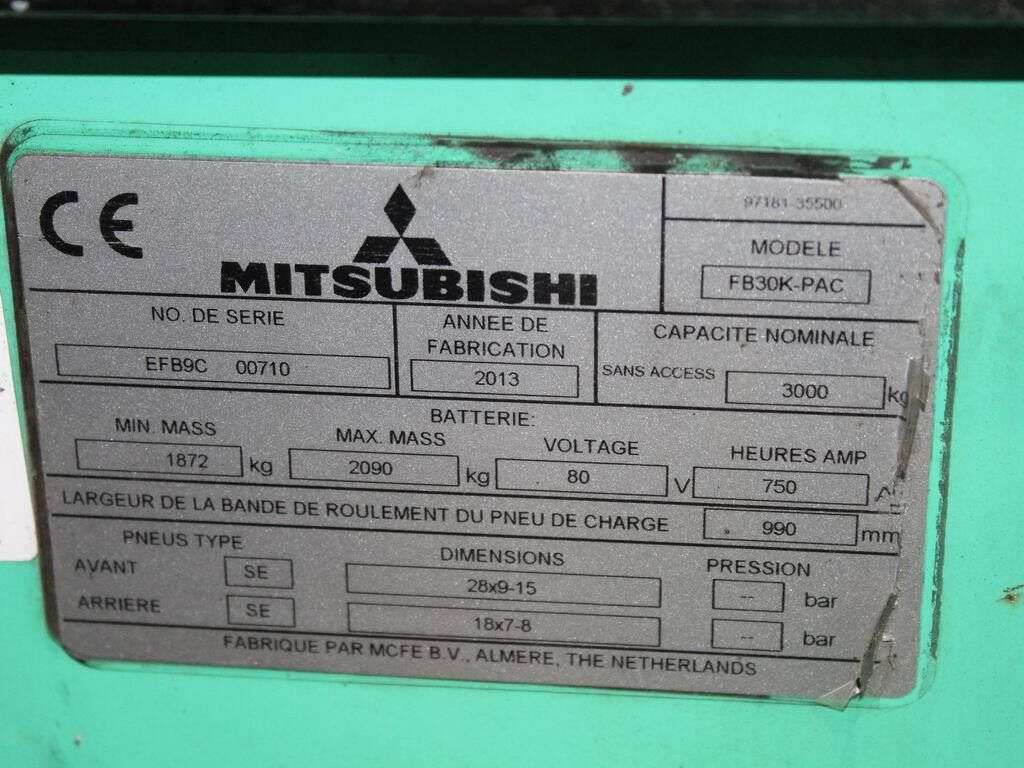 CE
MITSUBISHI
97181-35500
MODELE
FB30K-PAC
NO. DE SERIE
EFB9C 00710
ANNEE DE
FABRICATION
2013
CAPACITE NOMINALE
SANS ACCESS 3000 kg
BATTERIE:
MIN. MASS MAX. MASS VOLTAGE HEURES AMP
1872 kg 2090 kg 80 V 750
LARGEUR DE LA BANDE DE ROULEMENT DU PNEU DE CHARGE 990 mm
PNEUS TYPE DIMENSIONS PRESSION
AVANT SE 28x9-15 -- bar
ARRIERE SE 18x7-8 -- bar
FABRIQUE PAR MCFE B.V., ALMERE, THE NETHERLANDS